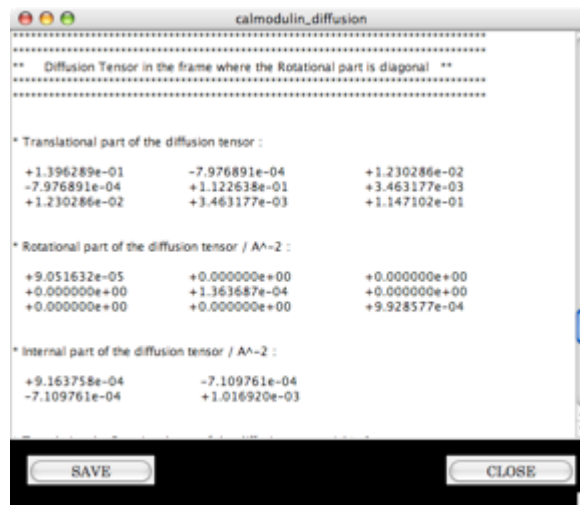 calmodulin_diffusion
** Diffusion Tensor in the frame where the Rotational part is diagonal **
* Translational part of the diffusion tensor :
+1.396289e-01 -7.976891e-04 +1.230286e-02
-7.976891e-04 +1.122638e-01 +3.463177e-03
+1.230286e-02 +3.463177e-03 +1.147102e-01
* Rotational part of the diffusion tensor / A^-2 :
+9.051632e-05 +0.000000e+00 +0.000000e+00
+0.000000e+00 +1.363687e-04 +0.000000e+00
+0.000000e+00 +0.000000e+00 +9.928577e-04
* Internal part of the diffusion tensor / A^-2 :
+9.163758e-04 -7.109761e-04
-7.109761e-04 +1.016920e-03
SAVE CLOSE